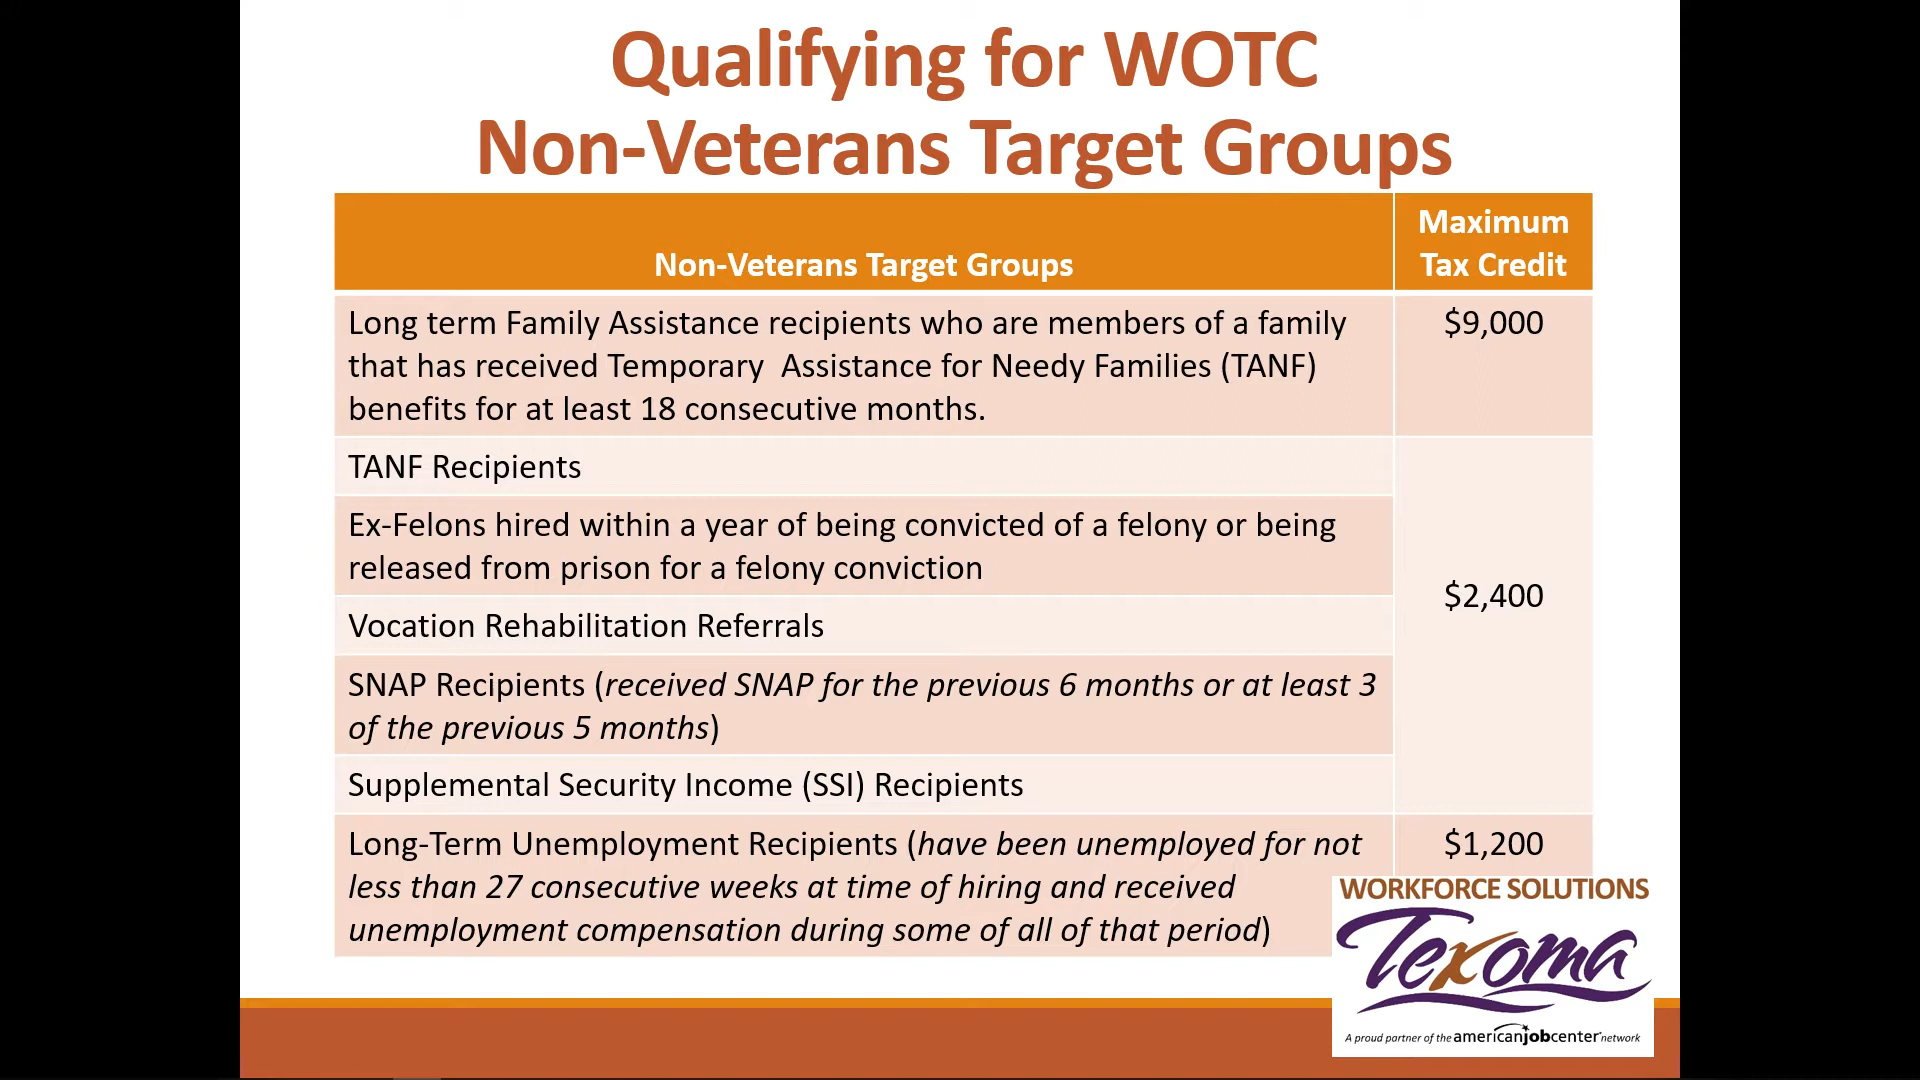 Qualifying for WOTC
Non-Veterans Target Groups
Non-Veterans Target Groups
Maximum
Tax Credit
Long term Family Assistance recipients who are members of a family
that has received Temporary  Assistance for Needy Families (TANF)
benefits for at least 18 consecutive months.
$9,000
TANF Recipients
Ex-Felons hired within a year of being convicted of a felony or being
released from prison for a felony conviction
Vocation Rehabilitation Referrals
SNAP Recipients (received SNAP for the previous 6 months or at least 3
of the previous 5 months)
Supplemental Security Income (SSI) Recipients
$2,400
Long-Term Unemployment Recipients (have been unemployed for not
less than 27 consecutive weeks at time of hiring and received
unemployment compensation during some of all of that period)
$1,200
WORKFORCE SOLUTIONS
Texoma
A proud partner of the americanjobcenter network